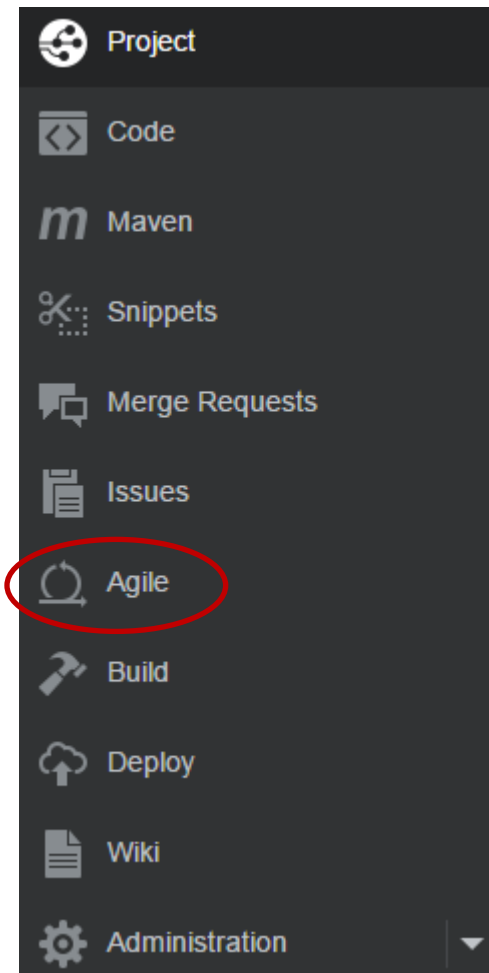 Project
Code
Maven
Snippets
Merge Requests
Issues
Agile
Build
Deploy
Wiki
Administration